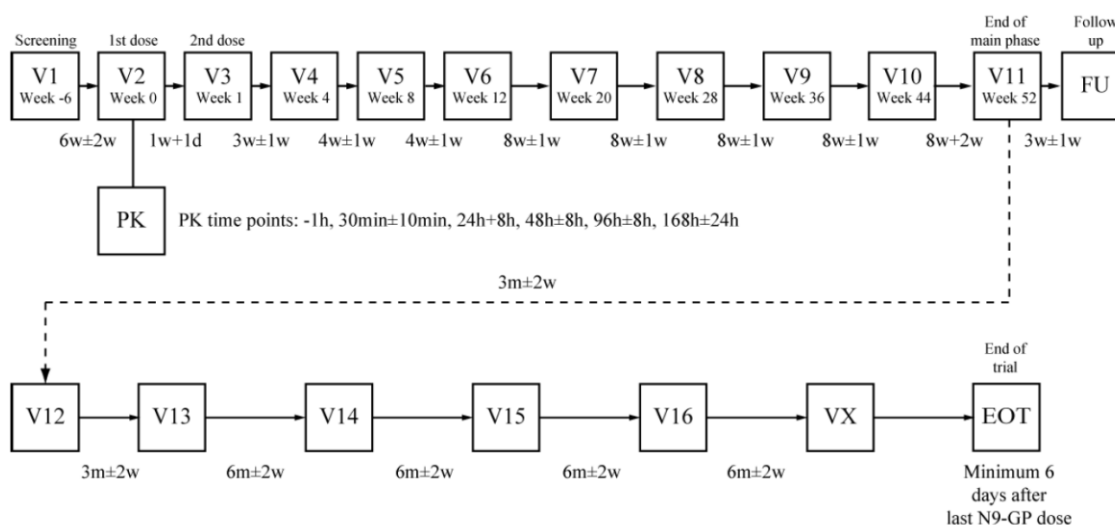 Screening
1st dose
2nd dose
End of
main phase
Follow
up
V1
Week -6
V2
Week 0
V3
Week 1
V4
Week 4
V5
Week 8
V6
Week 12
V7
Week 20
V8
Week 28
V9
Week 36
V10
Week 44
V11
Week 52
FU
6w±2w
1w+1d
3w±1w
4w±1w
4w±1w
8w±1w
8w±1w
8w±1w
8w±1w
8w+2w
3w±1w
PK
PK time points: -1h, 30min±10min, 24h+8h, 48h±8h, 96h±8h, 168h±24h
3m±2w
End of
trial
V12
V13
V14
V15
V16
VX
EOT
3m±2w
6m±2w
6m±2w
6m±2w
6m±2w
Minimum 6
days after
last N9-GP dose